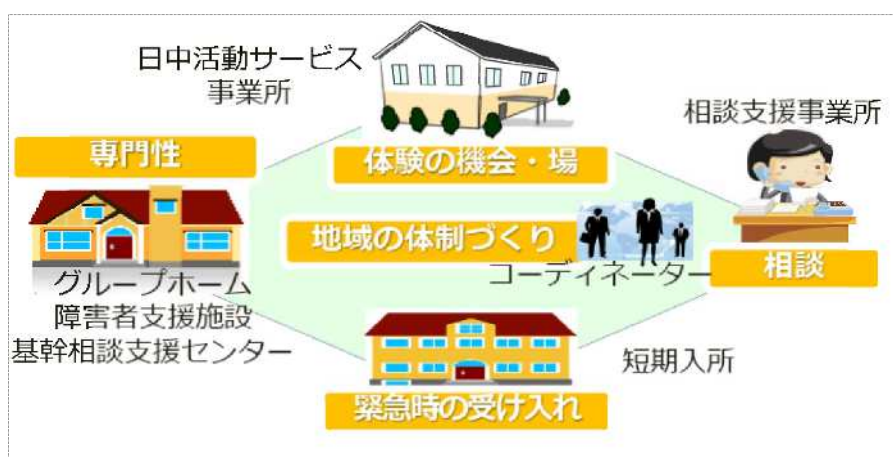 日中活動サービス
事業所
相談支援事業所
専門性
体験の機会・場
地域の体制づくり
コーディネーター
相談
グループホーム
障害者支援施設
基幹相談支援センター
短期入所
緊急時の受け入れ